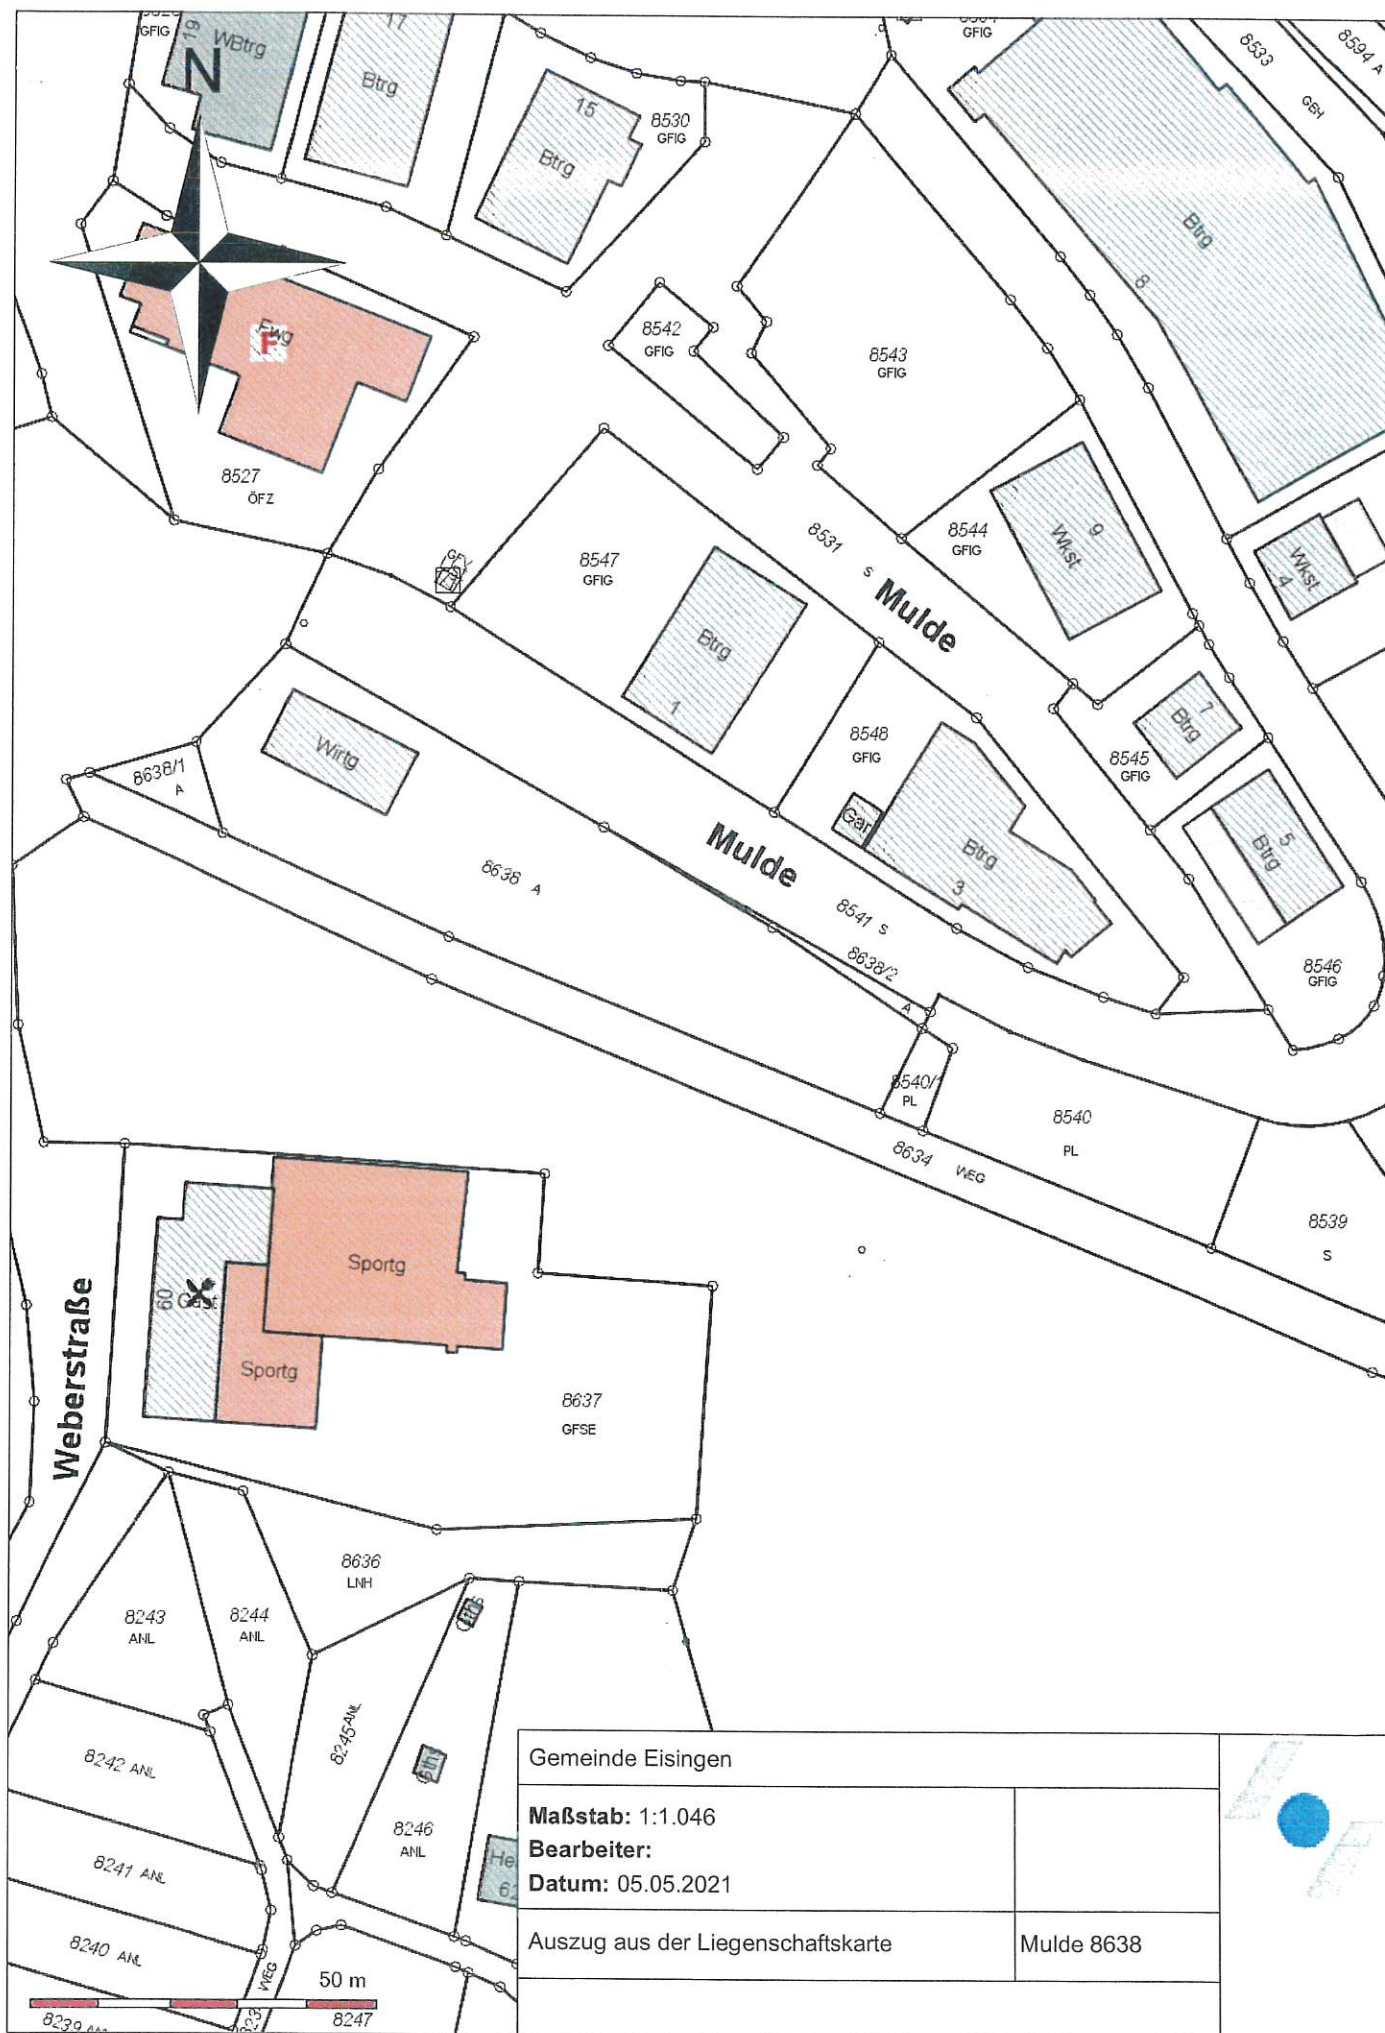 GFIG
19
WBtrg
N
17
Btrg
15
Btrg
8530
GFIG
GFIG
8533
GEH
8594 A
Btrg
8
Fwg
F
8527
ÖFZ
8542
GFIG
8543
GFIG
8531 S
Mulde
8544
GFIG
9
Wkst
Wkst
4
8547
GFIG
Btrg
1
7
Btrg
8545
GFIG
8548
GFIG
Gar
Btrg
3
5
Btrg
8546
GFIG
Wirtg
8638/1
A
8638 A
Mulde
8541 S
8638/2
A
8540/1
PL
8540
PL
8634 WEG
8539
S
Weberstraße
60
Sportg
Sportg
8637
GFSE
8636
LNH
8243
ANL
8244
ANL
8245 ANL
8246
ANL
8242 ANL
8241 ANL
8240 ANL
WEG
50 m
8247
Gemeinde Eisingen
Maßstab: 1:1.046
Bearbeiter:
Datum: 05.05.2021
Auszug aus der Liegenschaftskarte
Mulde 8638